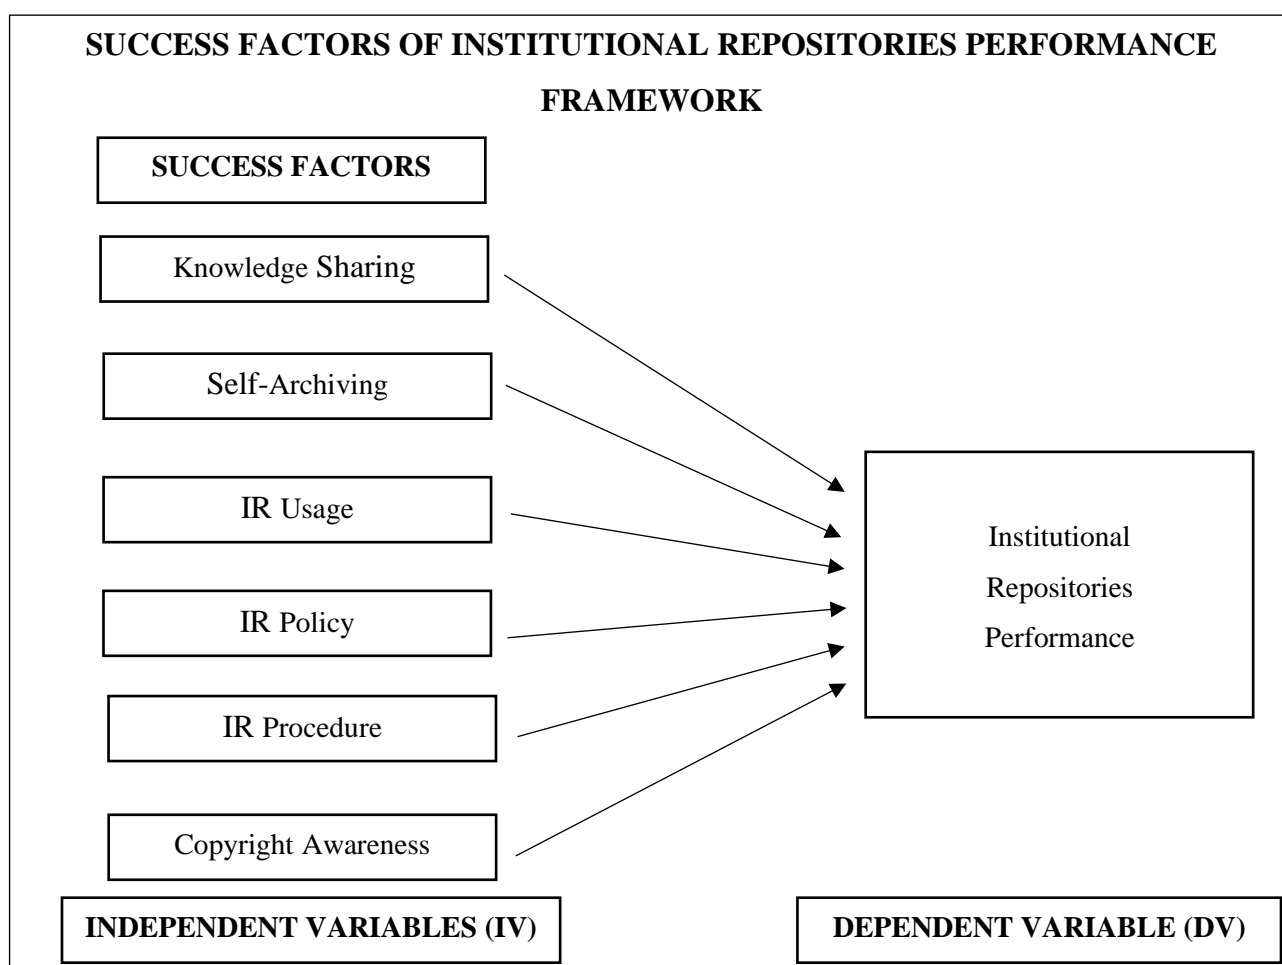 SUCCESS FACTORS OF INSTITUTIONAL REPOSITORIES PERFORMANCE
FRAMEWORK
SUCCESS FACTORS
Knowledge Sharing
Self-Archiving
IR Usage
IR Policy
IR Procedure
Copyright Awareness
Institutional
Repositories
Performance
INDEPENDENT VARIABLES (IV)
DEPENDENT VARIABLE (DV)